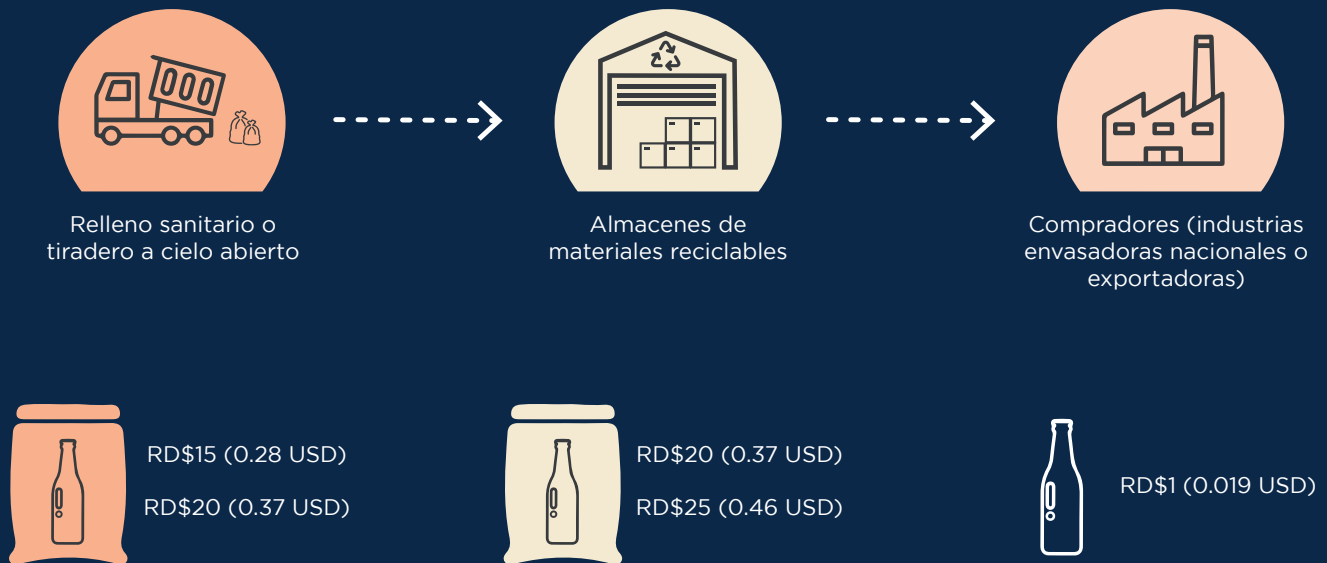 Relleno sanitario o
tiradero a cielo abierto
Almacenes de
materiales reciclables
Compradores (industrias
envasadoras nacionales o
exportadoras)
RD$15 (0.28 USD)
RD$20 (0.37 USD)
RD$20 (0.37 USD)
RD$25 (0.46 USD)
RD$1 (0.019 USD)